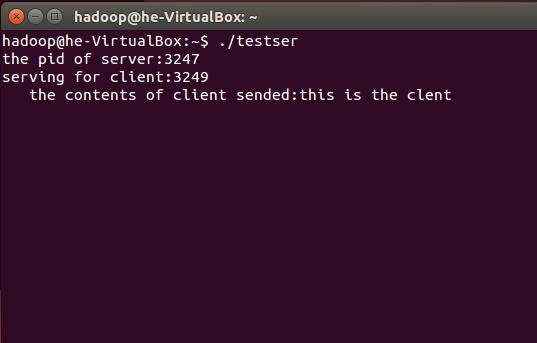 hadoop@he-VirtualBox: ~
hadoop@he-VirtualBox:~$ ./testser
the pid of server:3247
serving for client:3249
the contents of client sended:this is the clent